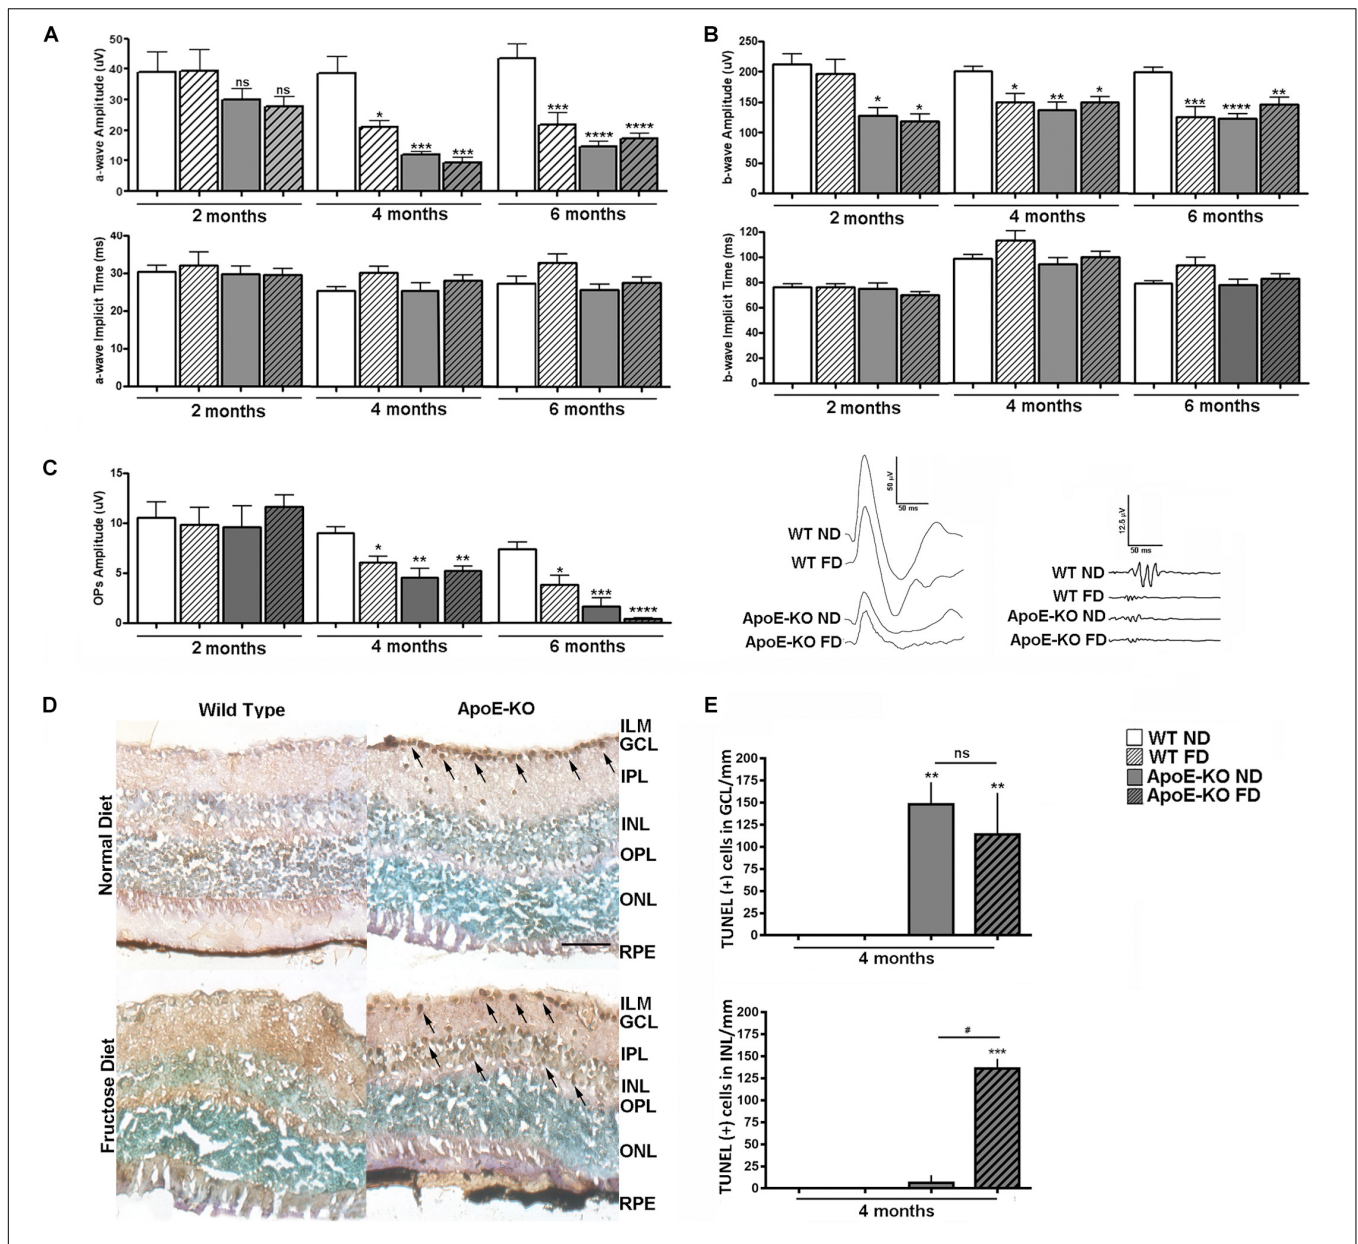 A
a-wave Amplitude (uV)
50
40
30
20
10
0
ns
ns
*
***
***
***
****
****
2 months
4 months
6 months
a-wave Implicit Time (ms)
40
30
20
10
0
2 months
4 months
6 months
B
b-wave Amplitude (uV)
250
200
150
100
50
0
*
*
*
**
*
***
****
**
2 months
4 months
6 months
b-wave Implicit Time (ms)
120
100
80
60
40
20
0
2 months
4 months
6 months
C
OPs Amplitude (uV)
15
10
5
0
*
**
**
*
***
****
2 months
4 months
6 months
50 µV
50 ms
WT ND
WT FD
ApoE-KO ND
ApoE-KO FD
12.5 µV
50 ms
WT ND
WT FD
ApoE-KO ND
ApoE-KO FD
D
Wild Type
ApoE-KO
Normal Diet
ILM
GCL
IPL
INL
OPL
ONL
RPE
Fructose Diet
ILM
GCL
IPL
INL
OPL
ONL
RPE
E
TUNEL (+) cells in GCL/mm
200
175
150
125
100
75
50
25
0
**
ns
**
4 months
TUNEL (+) cells in INL/mm
200
175
150
125
100
75
50
25
0
#
***
4 months
WT ND
WT FD
ApoE-KO ND
ApoE-KO FD